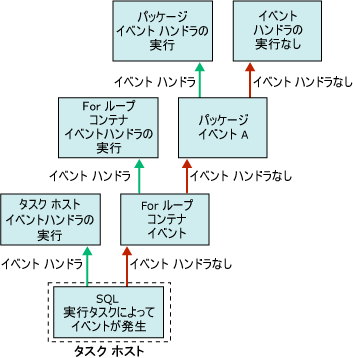 パッケージ
イベント ハンドラの
実行
イベント
ハンドラの
実行なし
イベント ハンドラ
イベント ハンドラなし
For ループ
コンテナ
イベントハンドラの
実行
パッケージ
イベント A
イベント ハンドラ
イベント ハンドラなし
タスク ホスト
イベントハンドラの
実行
For ループ
コンテナ
イベント
イベント ハンドラ
イベント ハンドラなし
SQL
実行タスクによって
イベントが発生
タスク ホスト